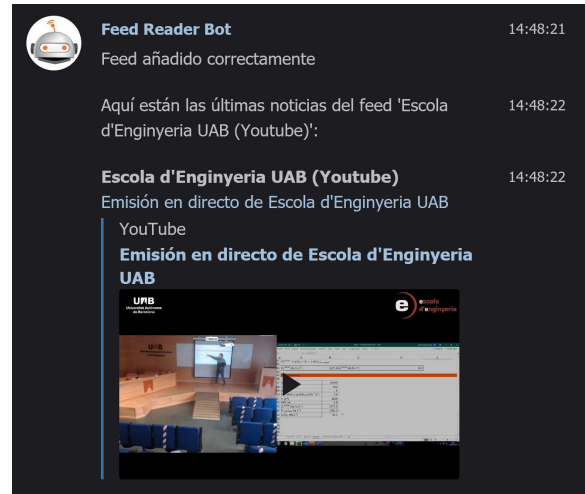 Feed Reader Bot 14:48:21
Feed añadido correctamente
Aquí están las últimas noticias del feed 'Escola 14:48:22
d'Enginyeria UAB (Youtube)':
Escola d'Enginyeria UAB (Youtube) 14:48:22
Emisión en directo de Escola d'Enginyeria UAB
YouTube
Emisión en directo de Escola d'Enginyeria
UAB
UAB
Universitat Autònoma
de Barcelona
e escola
d'enginyeria
UAB